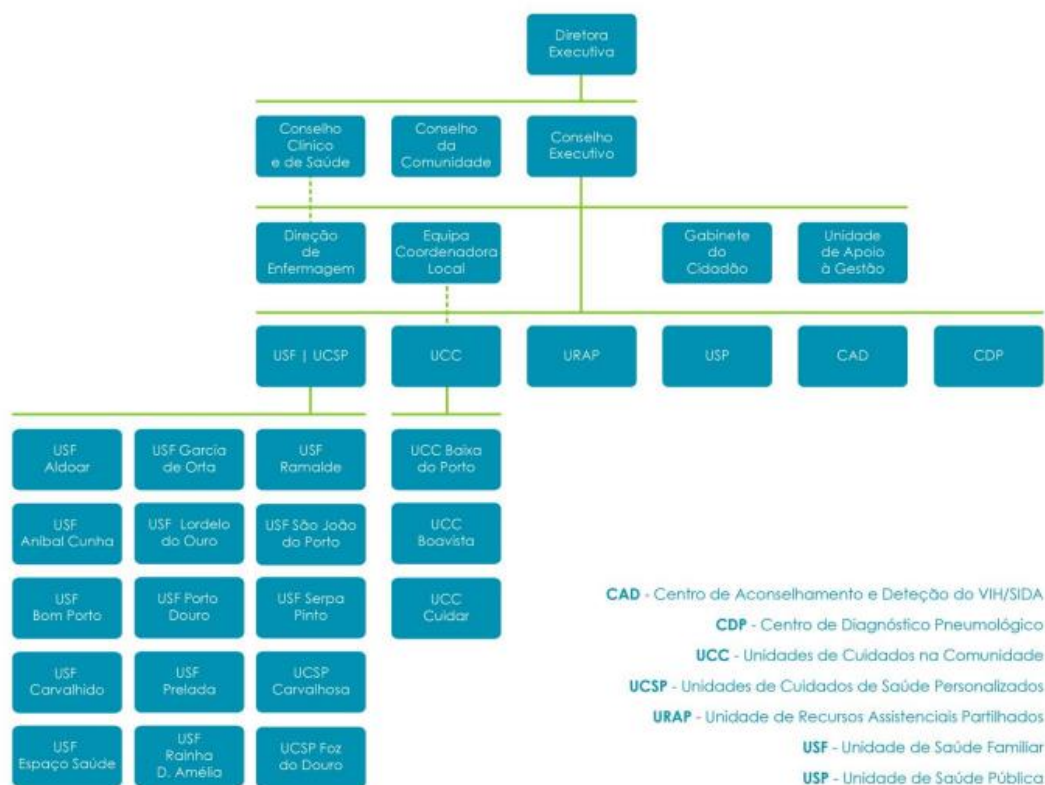 Diretora
Executiva
Conselho
Clínico
e de Saúde
Conselho
da
Comunidade
Conselho
Executivo
Direção
de
Enfermagem
Equipa
Coordenadora
Local
Gabinete
do
Cidadão
Unidade
de Apoio
à Gestão
USF | UCSP
UCC
URAP
USP
CAD
CDP
USF
Aldoar
USF García
de Orta
USF
Ramalde
UCC Baixa
do Porto
USF
Aníbal Cunha
USF Lordelo
do Ouro
USF São João
do Porto
UCC
Boavista
USF
Bom Porto
USF Porto
Douro
USF Serpa
Pinto
UCC
Cuidar
USF
Carvalhido
USF
Prelada
UCSP
Carvalhosa
USF
Espaço Saúde
USF
Rainha
D. Amélia
UCSP Foz
do Douro
CAD - Centro de Aconselhamento e Deteção do VIH/SIDA
CDP - Centro de Diagnóstico Pneumológico
UCC - Unidades de Cuidados na Comunidade
UCSP - Unidades de Cuidados de Saúde Personalizados
URAP - Unidade de Recursos Assistenciais Partilhados
USF - Unidade de Saúde Familiar
USP - Unidade de Saúde Pública